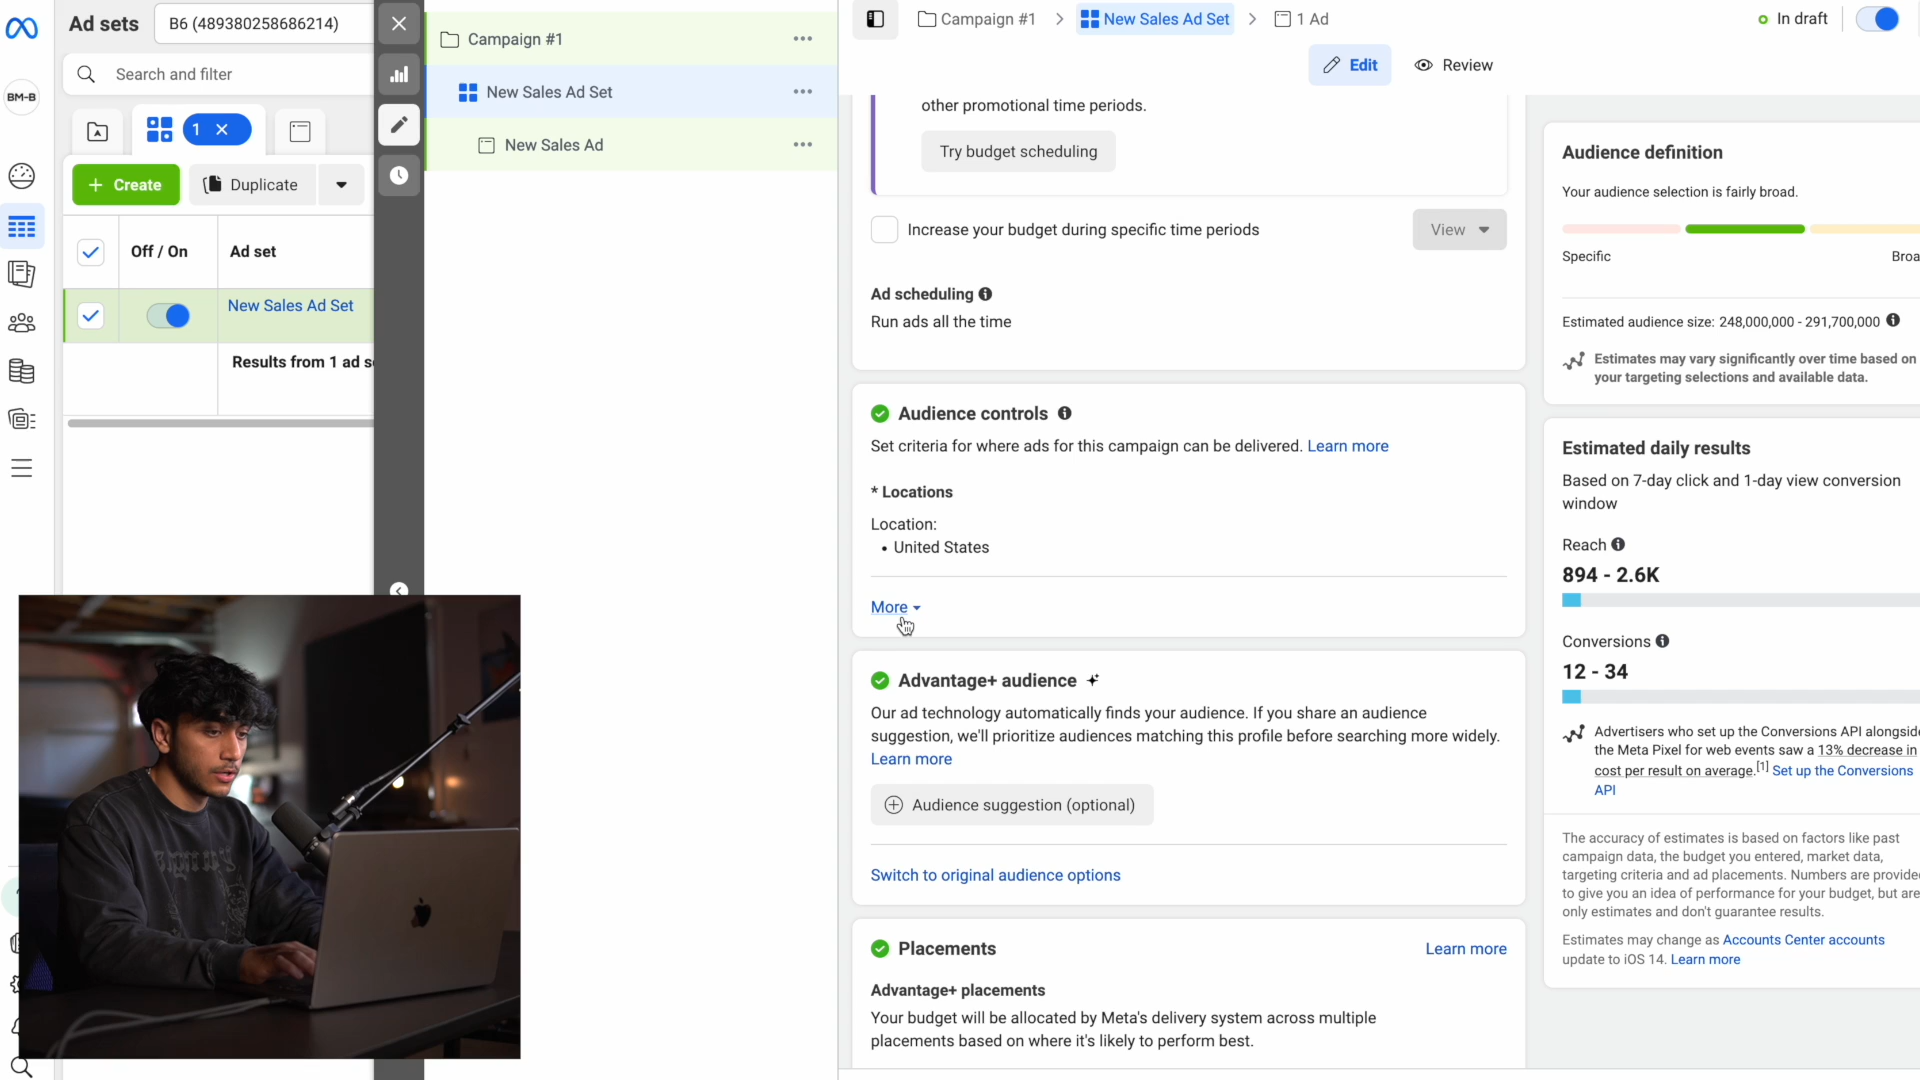 Ad sets
B6 (489380258686214)
Search and filter
BM-B
1
Create
Duplicate
Off / On
Ad set
New Sales Ad Set
Results from 1 ad s
Campaign #1
New Sales Ad Set
New Sales Ad
Campaign #1
New Sales Ad Set
1 Ad
In draft
Edit
Review
other promotional time periods.
Try budget scheduling
Increase your budget during specific time periods
View
Ad scheduling
Run ads all the time
Audience controls
Set criteria for where ads for this campaign can be delivered. Learn more
* Locations
Location:
• United States
More
Advantage+ audience
Our ad technology automatically finds your audience. If you share an audience
suggestion, we'll prioritize audiences matching this profile before searching more widely.
Learn more
Audience suggestion (optional)
Switch to original audience options
Placements
Learn more
Advantage+ placements
Your budget will be allocated by Meta's delivery system across multiple
placements based on where it's likely to perform best.
Audience definition
Your audience selection is fairly broad.
Specific
Broa
Estimated audience size: 248,000,000 - 291,700,000
Estimates may vary significantly over time based on
your targeting selections and available data.
Estimated daily results
Based on 7-day click and 1-day view conversion
window
Reach
894 - 2.6K
Conversions
12 - 34
Advertisers who set up the Conversions API alongside
the Meta Pixel for web events saw a 13% decrease in
cost per result on average.[1] Set up the Conversions
API
The accuracy of estimates is based on factors like past
campaign data, the budget you entered, market data,
targeting criteria and ad placements. Numbers are provided
to give you an idea of performance for your budget, but are
only estimates and don't guarantee results.
Estimates may change as Accounts Center accounts
update to iOS 14. Learn more